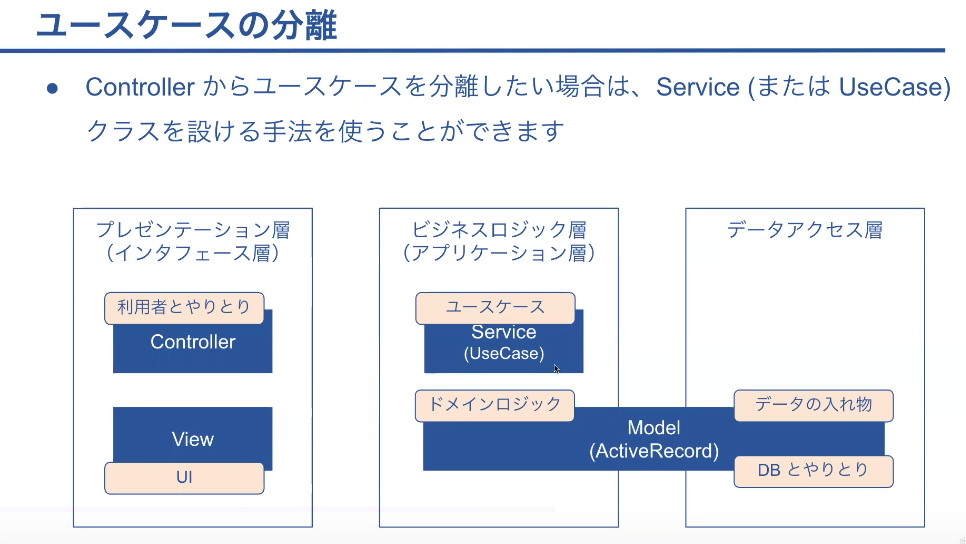 ユースケースの分離
● Controller からユースケースを分離したい場合は、Service (または UseCase)
クラスを設ける手法を使うことができます
プレゼンテーション層
（インタフェース層）
利用者とやりとり
Controller
View
UI
ビジネスロジック層
（アプリケーション層）
ユースケース
Service
(UseCase)
ドメインロジック
Model
(ActiveRecord)
データアクセス層
データの入れ物
DB とやりとり